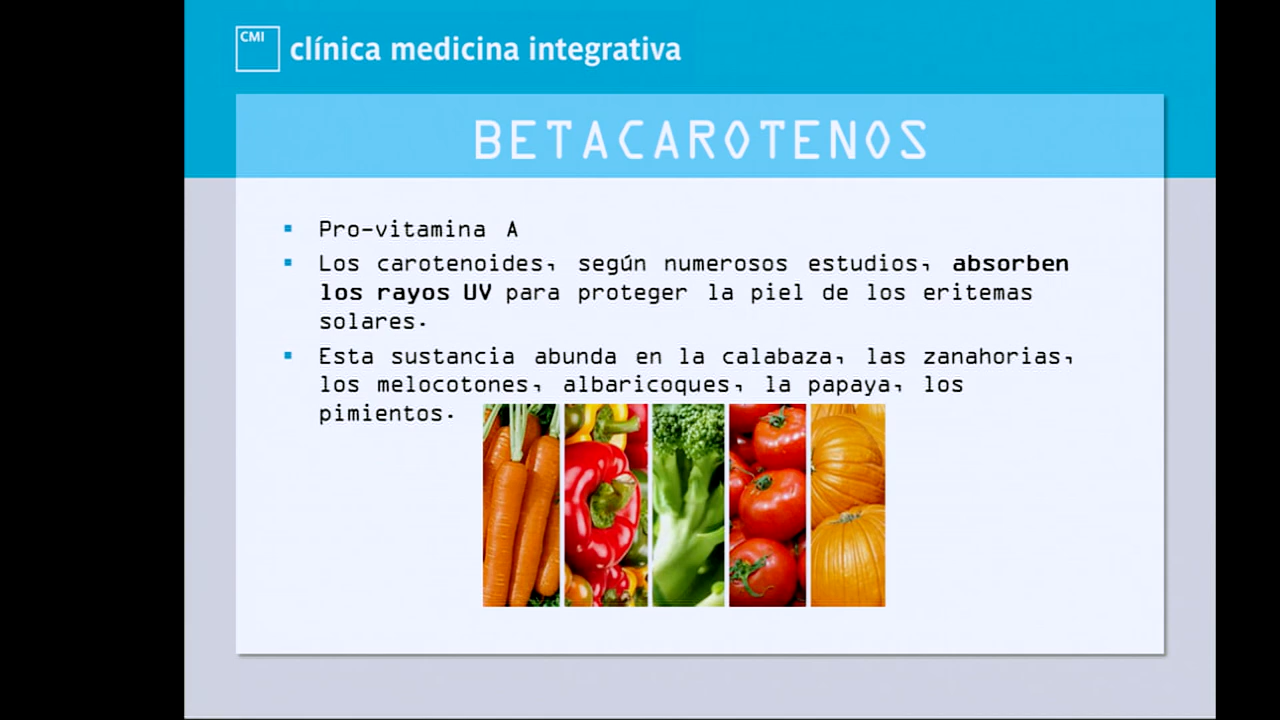 CMI
clínica medicina integrativa
BETACAROTENOS
▪ Pro-vitamina A
▪ Los carotenoides, según numerosos estudios, absorben
los rayos UV para proteger la piel de los eritemas
solares.
▪ Esta sustancia abunda en la calabaza, las zanahorias,
los melocotones, albaricoques, la papaya, los
pimientos.